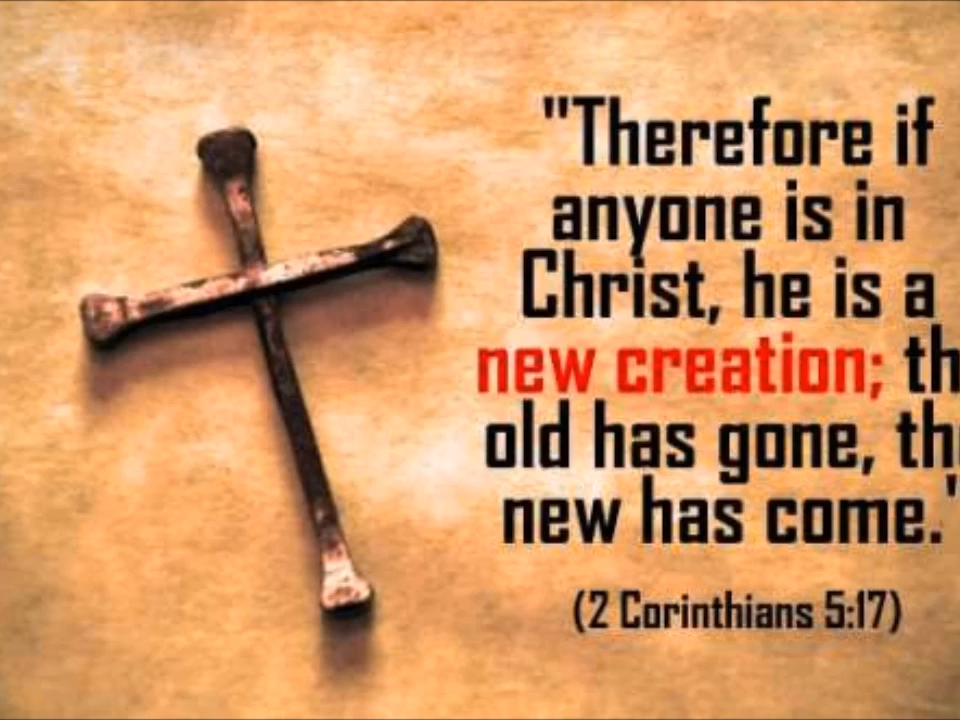 "Therefore if
anyone is in
Christ, he is a
new creation; th
old has gone, the
new has come."
(2 Corinthians 5:17)